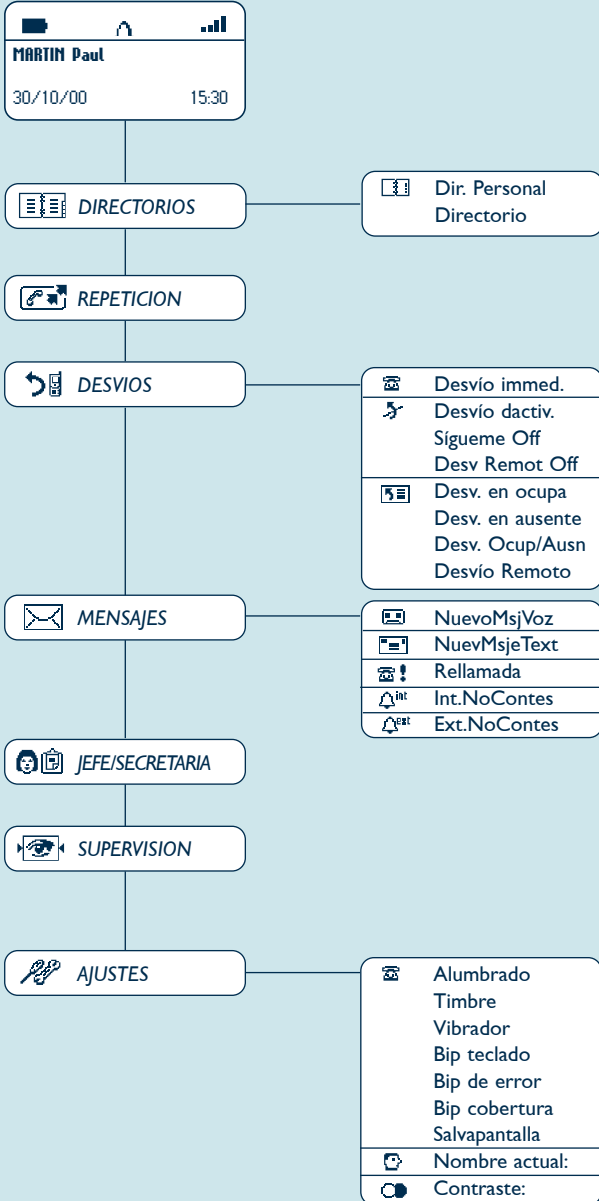 MARTIN Paul
30/10/00 15:30
DIRECTORIOS
Dir. Personal
Directorio
REPETICION
DESVIOS
Desvío immed.
Desvío dactiv.
Sígueme Off
Desv Remot Off
Desv. en ocupa
Desv. en ausente
Desv. Ocup/Ausn
Desvío Remoto
MENSAJES
NuevoMsjVoz
NuevMsjeText
Rellamada
int Int.NoContes
ext Ext.NoContes
JEFE/SECRETARIA
SUPERVISION
AJUSTES
Alumbrado
Timbre
Vibrador
Bip teclado
Bip de error
Bip cobertura
Salvapantalla
Nombre actual:
Contraste: